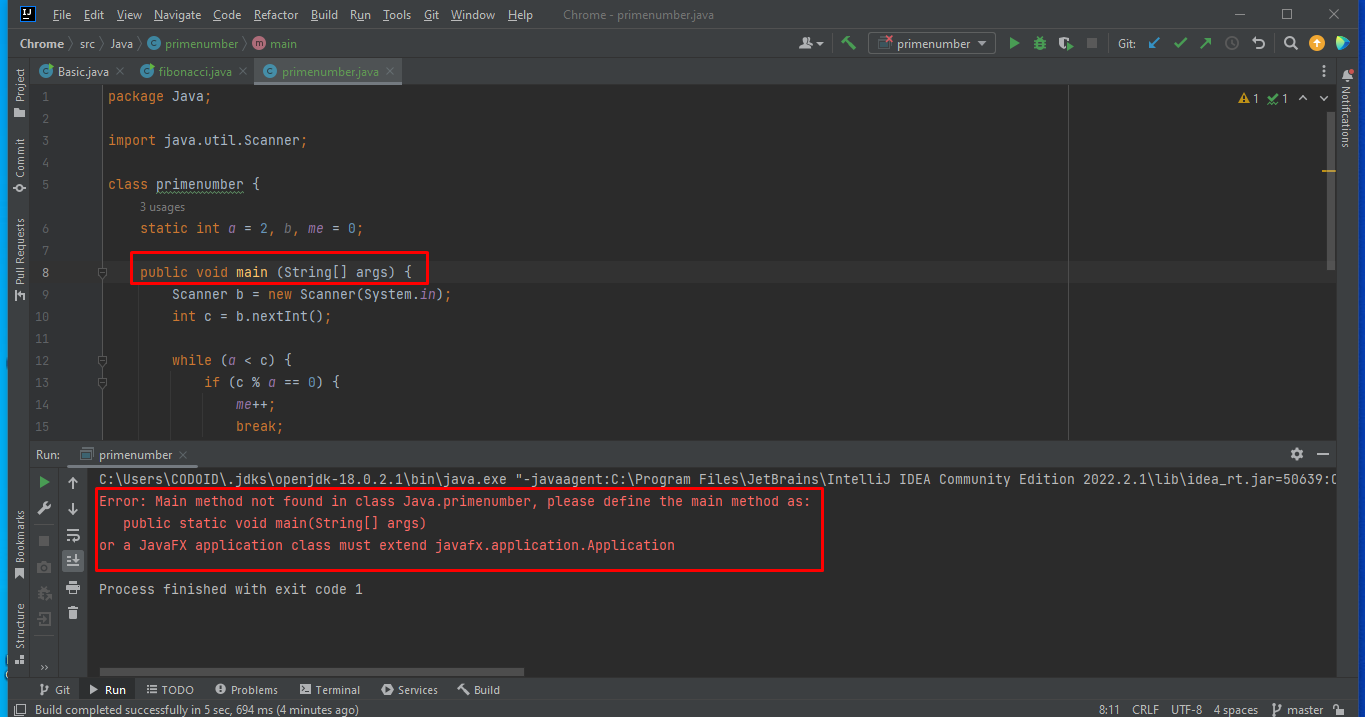 File Edit View Navigate Code Refactor Build Run Tools Git Window Help Chrome - primenumber.java
Chrome src Java primenumber m main primenumber Git:
Basic.java fibonacci.java primenumber.java
Project
Commit
Pull Requests
Bookmarks
Structure
Notifications
1 package Java; 1 1
2
3 import java.util.Scanner;
4
5 class primenumber {
3 usages
6 static int a = 2, b, me = 0;
7
8 public void main (String[] args) {
9 Scanner b = new Scanner(System.in);
10 int c = b.nextInt();
11
12 while (a < c) {
13 if (c % a == 0) {
14 me++;
15 break;
Run: primenumber
C:\Users\CODOID\.jdks\openjdk-18.0.2.1\bin\java.exe "-javaagent:C:\Program Files\JetBrains\IntelliJ IDEA Community Edition 2022.2.1\lib\idea_rt.jar=50639:C
Error: Main method not found in class Java.primenumber, please define the main method as:
public static void main(String[] args)
or a JavaFX application class must extend javafx.application.Application
Process finished with exit code 1
Git Run TODO Problems Terminal Services Build
Build completed successfully in 5 sec, 694 ms (4 minutes ago) 8:11 CRLF UTF-8 4 spaces master